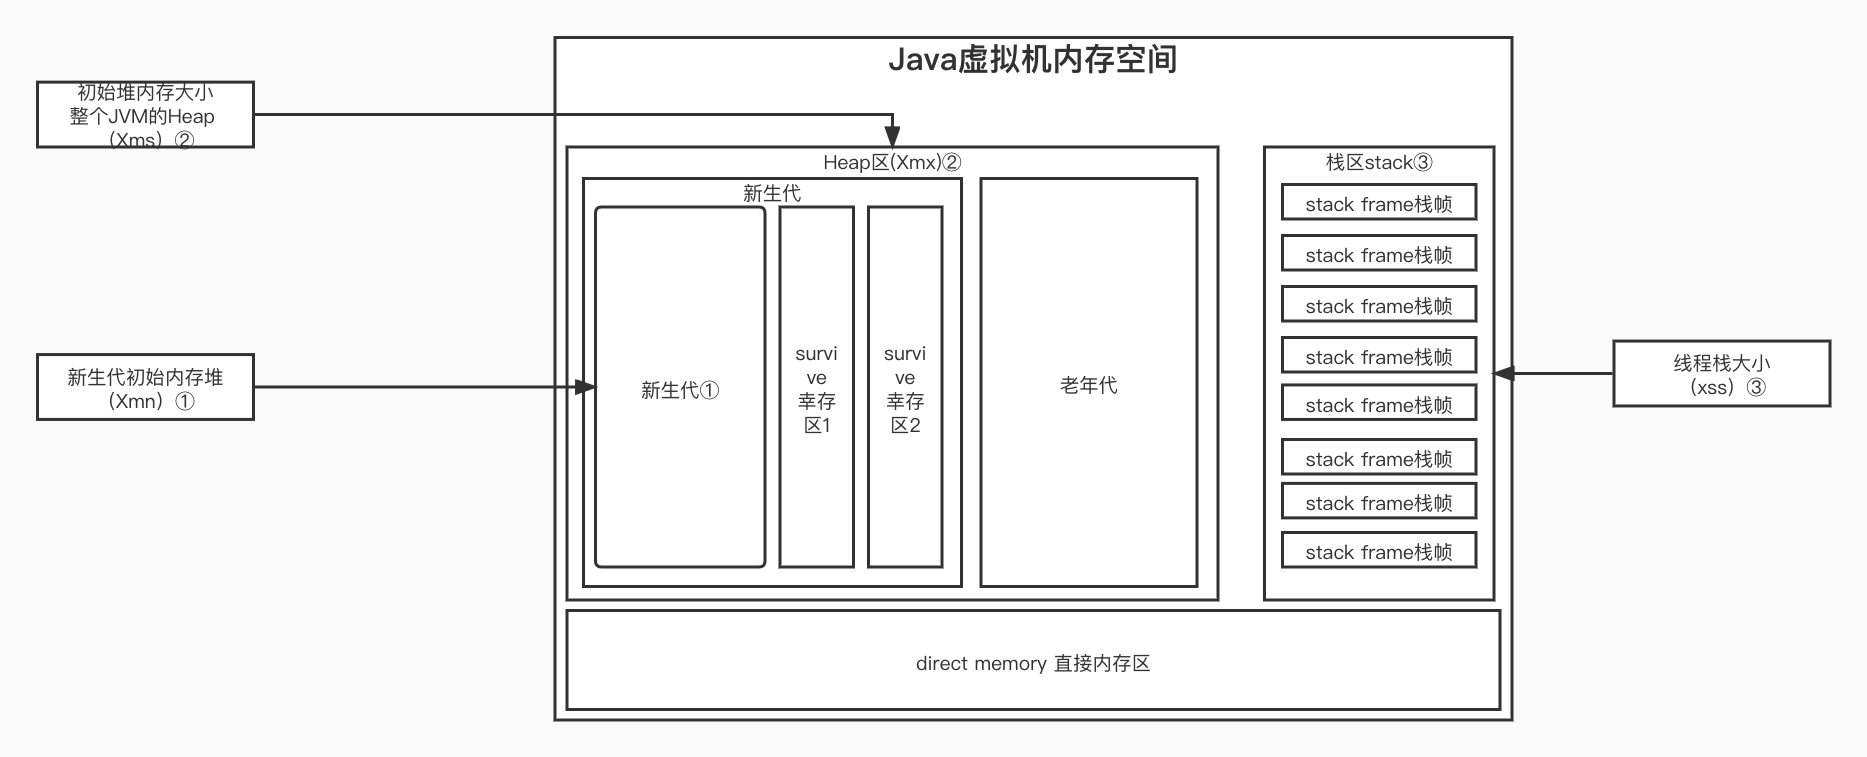 Java虚拟机内存空间
初始堆内存大小
整个JVM的Heap
（Xms）②
Heap区(Xmx)②
新生代
新生代①
survi
ve
幸存
区1
survi
ve
幸存
区2
老年代
栈区stack③
stack frame栈帧
stack frame栈帧
stack frame栈帧
stack frame栈帧
stack frame栈帧
stack frame栈帧
stack frame栈帧
stack frame栈帧
新生代初始内存堆
（Xmn）①
线程栈大小
（xss）③
direct memory 直接内存区